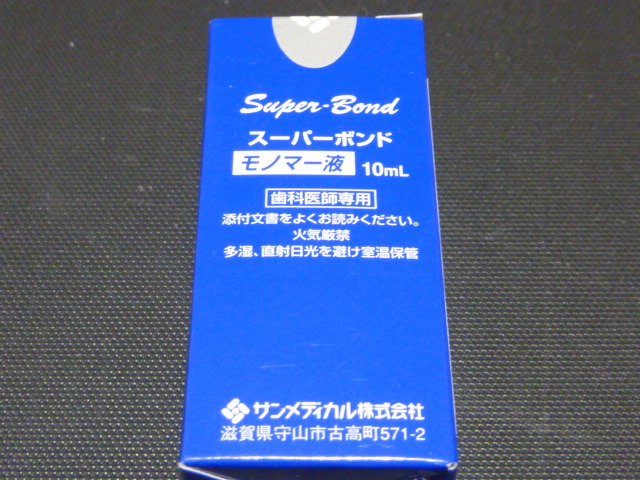 Super-Bond
スーパーボンド
モノマー液 10mL
歯科医師専用
添付文書をよくお読みください。
火気厳禁
多湿、直射日光を避け室温保管
サンメディカル株式会社
滋賀県守山市古高町571-2